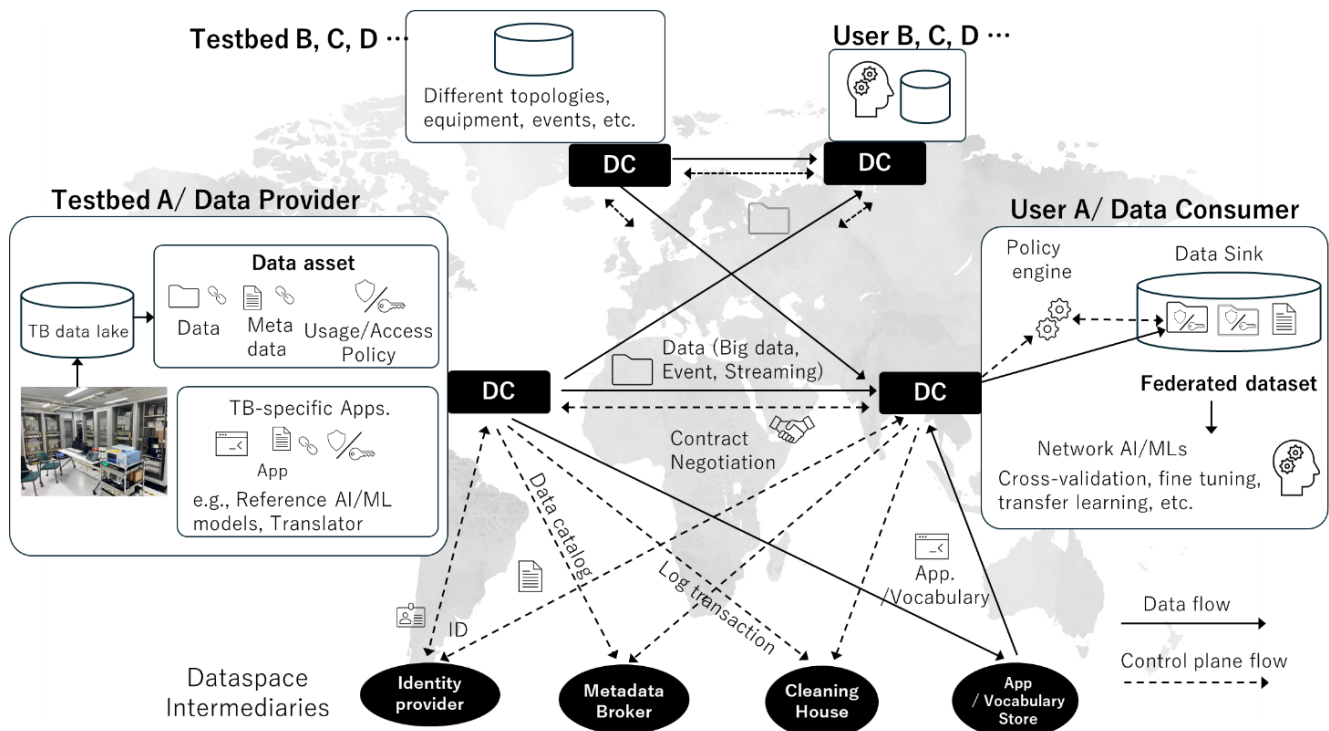 Testbed B, C, D ⋯
User B, C, D ⋯
Different topologies,
equipment, events, etc.
DC
DC
Testbed A/ Data Provider
User A/ Data Consumer
Data asset
TB data lake
Data
Meta
data
Usage/Access
Policy
Policy
engine
Data Sink
Data (Big data,
Event, Streaming)
DC
DC
TB-specific Apps.
App
e.g., Reference AI/ML
models, Translator
Contract
Negotiation
Federated dataset
Network AI/MLs
Cross-validation, fine tuning,
transfer learning, etc.
Data catalog
Log transaction
App.
/Vocabulary
ID
Data flow
Control plane flow
Dataspace
Intermediaries
Identity
provider
Metadata
Broker
Cleaning
House
App
/ Vocabulary
Store